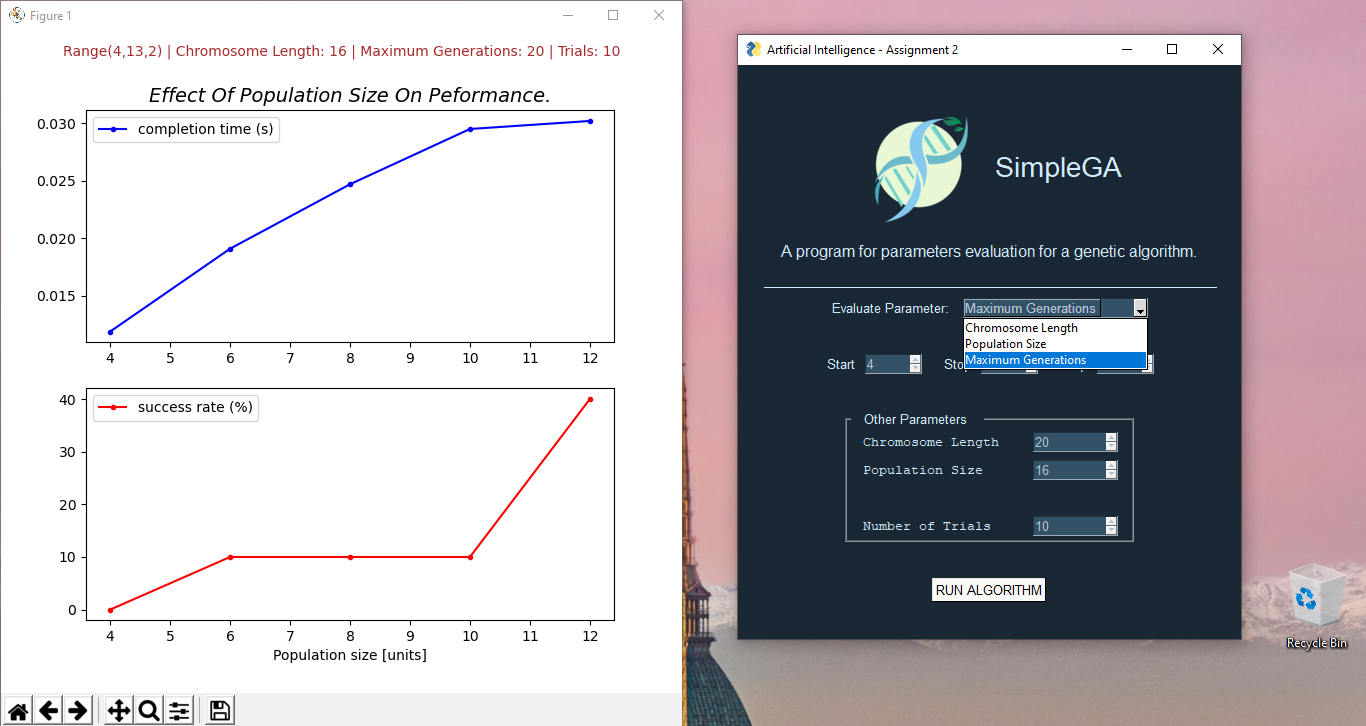 Figure 1
Range(4,13,2) | Chromosome Length: 16 | Maximum Generations: 20 | Trials: 10
Effect Of Population Size On Peformance.
completion time (s)
0.030
0.025
0.020
0.015
4 5 6 7 8 9 10 11 12
success rate (%)
40
30
20
10
0
4 5 6 7 8 9 10 11 12
Population size [units]
Artificial Intelligence - Assignment 2
SimpleGA
A program for parameters evaluation for a genetic algorithm.
Evaluate Parameter: Maximum Generations
Chromosome Length
Population Size
Maximum Generations
Start 4
Other Parameters
Chromosome Length 20
Population Size 16
Number of Trials 10
RUN ALGORITHM
Recycle Bin